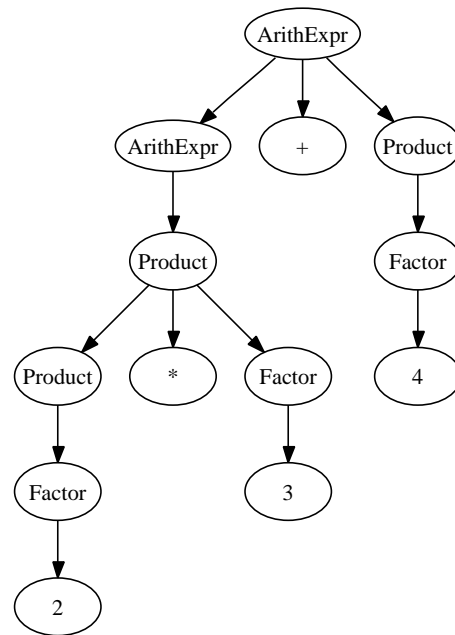 ArithExpr
ArithExpr + Product
Product Factor
Product * Factor 4
Factor 3
2